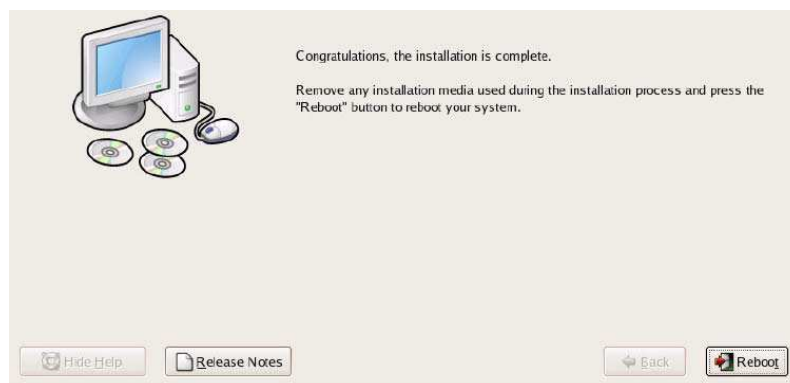 Congratulations, the installation is complete.
Remove any installation media used during the installation process and press the
"Reboot" button to reboot your system.
Hide Help
Release Notes
Back
Reboot